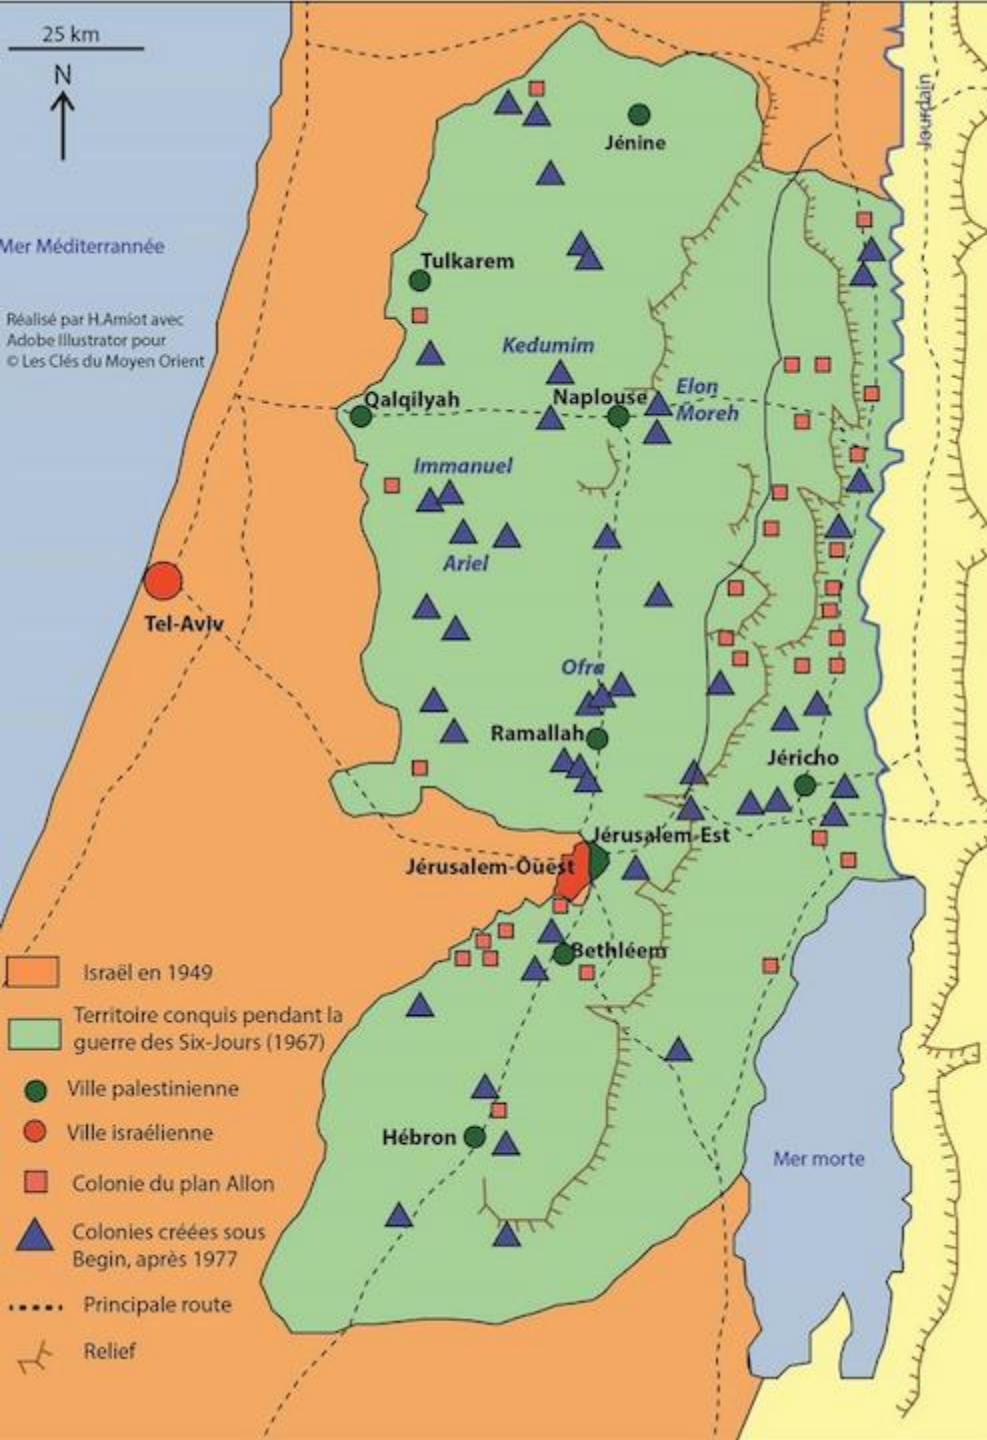 25 km
N
Jourdain
Jénine
Mer Méditerrannée
Tulkarem
Réalisé par H.Amiot avec
Adobe Illustrator pour
© Les Clés du Moyen Orient
Kedumim
Qalqilyah
Naplouse
Elon
Moreh
Immanuel
Ariel
Tel-Aviv
Ofra
Ramallah
Jéricho
Jérusalem-Est
Jérusalem-Ouest
Bethléem
Israël en 1949
Territoire conquis pendant la
guerre des Six-Jours (1967)
Ville palestinienne
Ville israélienne
Hébron
Mer morte
Colonie du plan Allon
Colonies créées sous
Begin, après 1977
Principale route
Relief